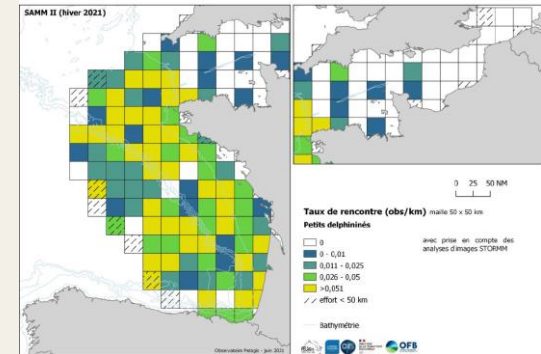 SAMM II (hiver 2021)
0 25 50 NM
Taux de rencontre (obs/km) maille 50 x 50 km
Petits delphininés
0
0 - 0,01
0,011 - 0,025
0,026 - 0,05
>0,051
effort < 50 km
avec prise en compte des
analyses d'images STORMM
Bathymétrie
Observatoire Pelagis - juin 2021
OFB